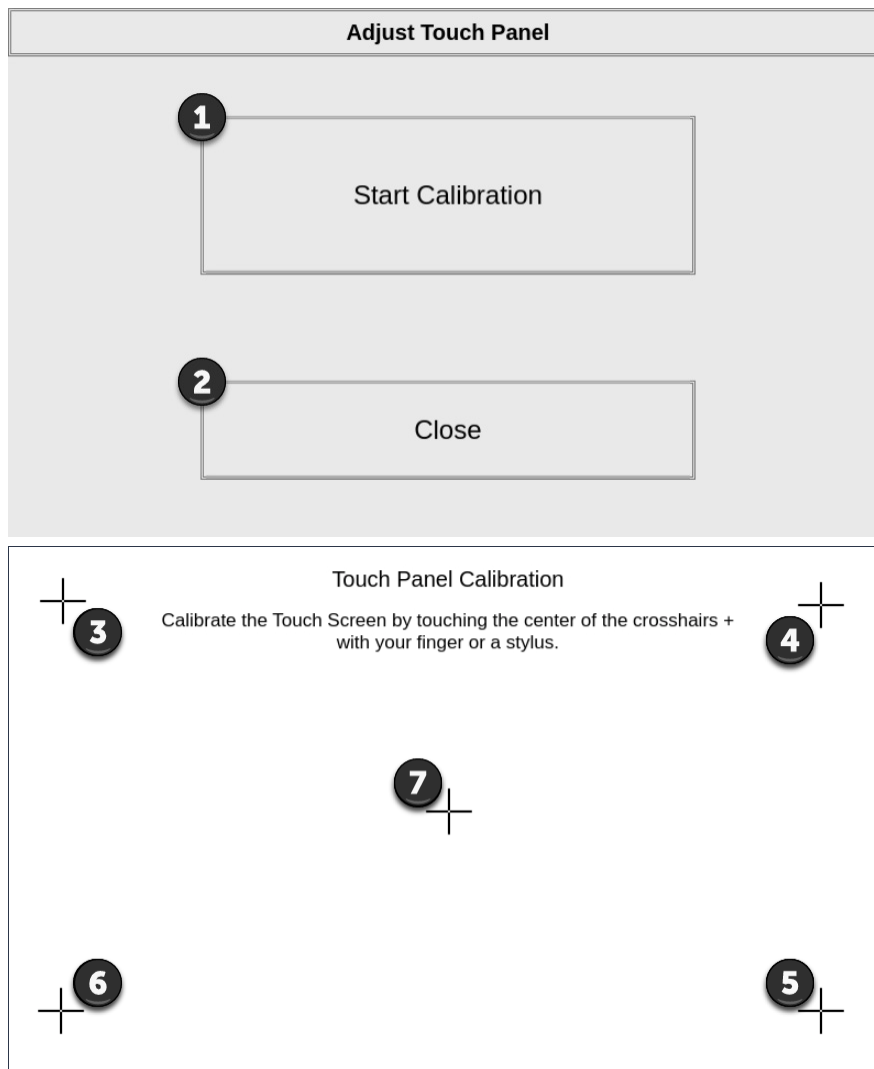 Adjust Touch Panel
1
Start Calibration
2
Close
Touch Panel Calibration
Calibrate the Touch Screen by touching the center of the crosshairs +
with your finger or a stylus.
3
4
7
6
5